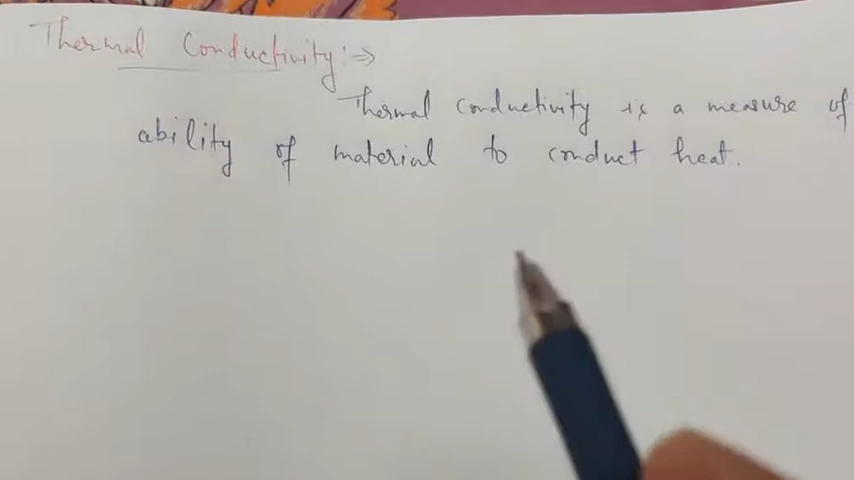 Thermal Conductivity :⇒
Thermal conductivity is a measure of
ability of material to conduct heat.